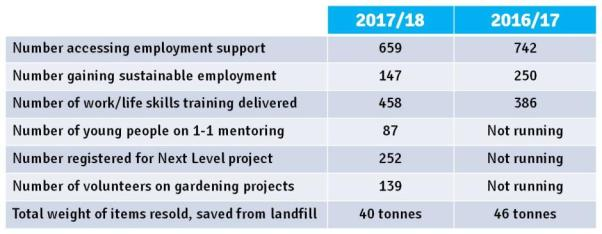 2017/18 2016/17
Number accessing employment support 659 742
Number gaining sustainable employment 147 250
Number of work/life skills training delivered 458 386
Number of young people on 1-1 mentoring 87 Not running
Number registered for Next Level project 252 Not running
Number of volunteers on gardening projects 139 Not running
Total weight of items resold, saved from landfill 40 tonnes 46 tonnes